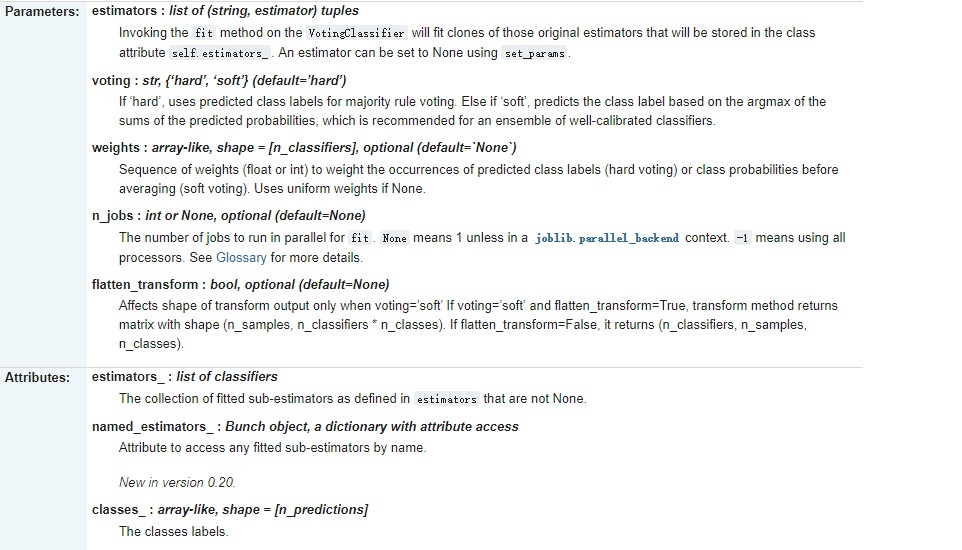 Parameters: estimators : list of (string, estimator) tuples
Invoking the fit method on the VotingClassifier will fit clones of those original estimators that will be stored in the class
attribute self.estimators_. An estimator can be set to None using set_params.
voting : str, {‘hard’, ‘soft’} (default=’hard’)
If ‘hard’, uses predicted class labels for majority rule voting. Else if ‘soft’, predicts the class label based on the argmax of the
sums of the predicted probabilities, which is recommended for an ensemble of well-calibrated classifiers.
weights : array-like, shape = [n_classifiers], optional (default=`None`)
Sequence of weights (float or int) to weight the occurrences of predicted class labels (hard voting) or class probabilities before
averaging (soft voting). Uses uniform weights if None.
n_jobs : int or None, optional (default=None)
The number of jobs to run in parallel for fit. None means 1 unless in a joblib.parallel_backend context. -1 means using all
processors. See Glossary for more details.
flatten_transform : bool, optional (default=None)
Affects shape of transform output only when voting=’soft’ If voting=’soft’ and flatten_transform=True, transform method returns
matrix with shape (n_samples, n_classifiers * n_classes). If flatten_transform=False, it returns (n_classifiers, n_samples,
n_classes).
Attributes: estimators_ : list of classifiers
The collection of fitted sub-estimators as defined in estimators that are not None.
named_estimators_ : Bunch object, a dictionary with attribute access
Attribute to access any fitted sub-estimators by name.
New in version 0.20.
classes_ : array-like, shape = [n_predictions]
The classes labels.